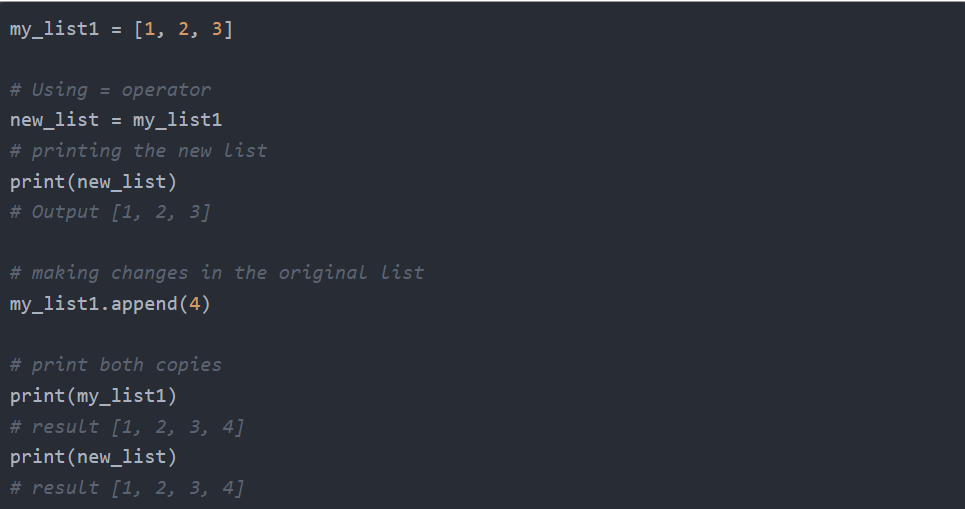 my_list1 = [1, 2, 3]
# Using = operator
new_list = my_list1
# printing the new list
print(new_list)
# Output [1, 2, 3]
# making changes in the original list
my_list1.append(4)
# print both copies
print(my_list1)
# result [1, 2, 3, 4]
print(new_list)
# result [1, 2, 3, 4]